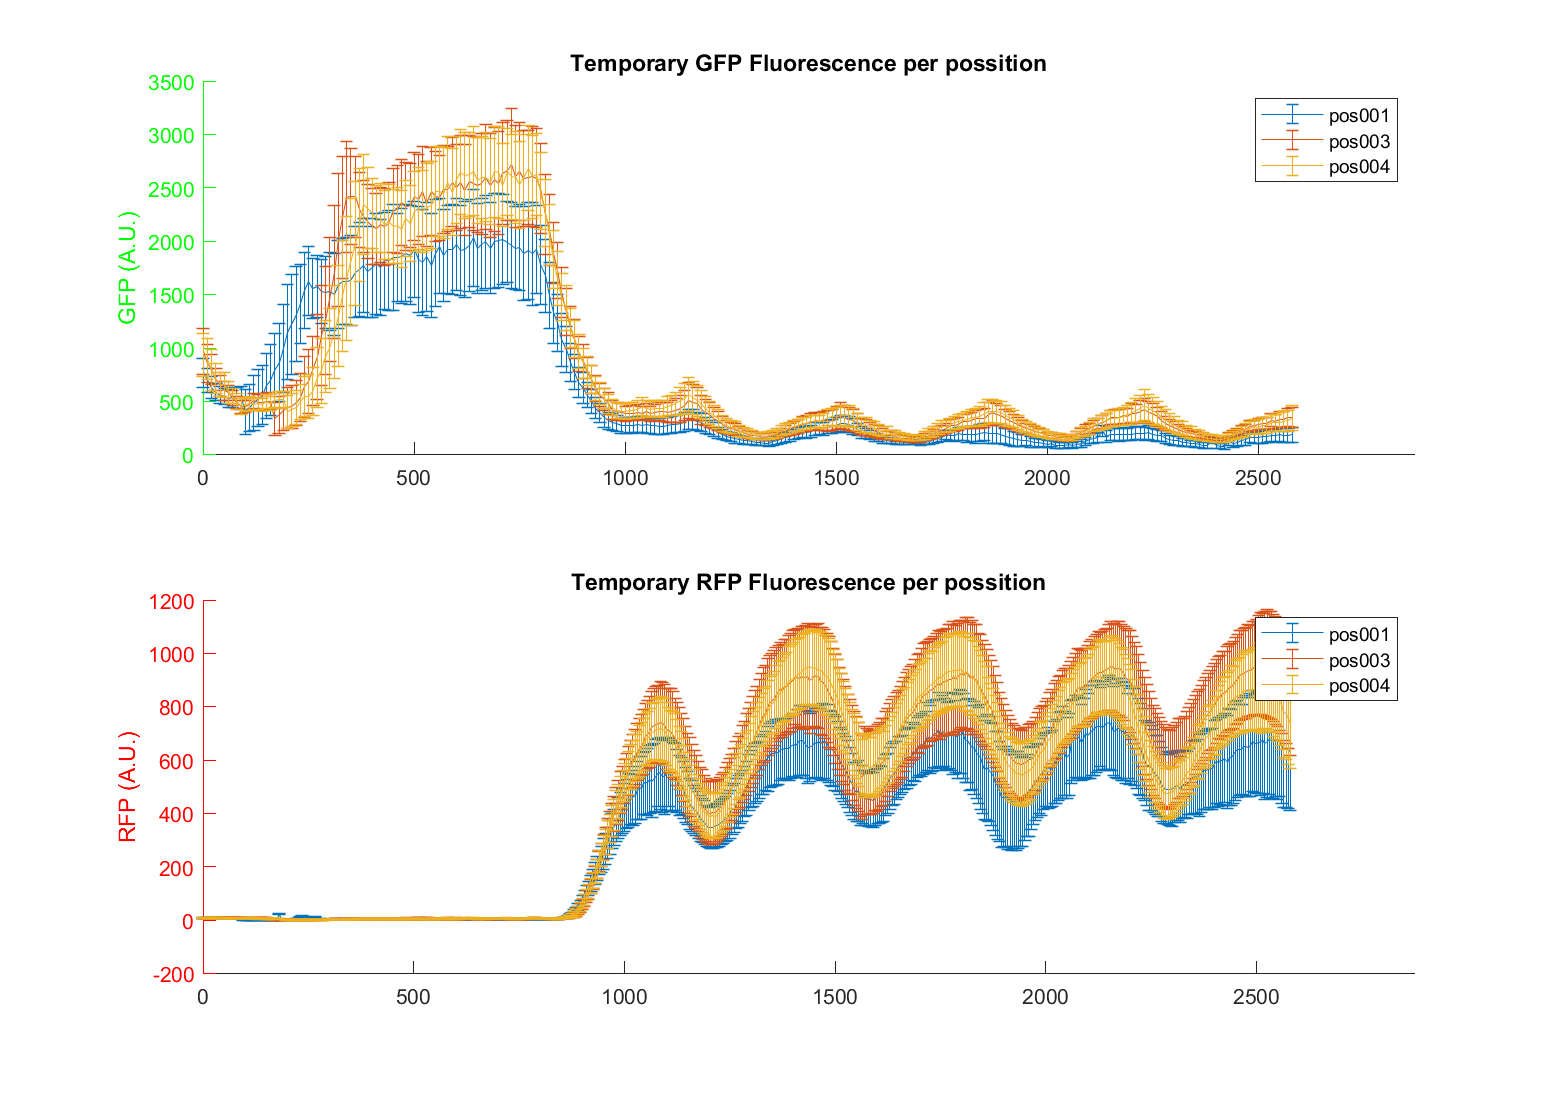 Temporary GFP Fluorescence per possition
3500
3000
2500
2000
1500
1000
500
0
GFP (A.U.)
0 500 1000 1500 2000 2500
pos001
pos003
pos004
Temporary RFP Fluorescence per possition
1200
1000
800
600
400
200
0
-200
RFP (A.U.)
0 500 1000 1500 2000 2500
pos001
pos003
pos004